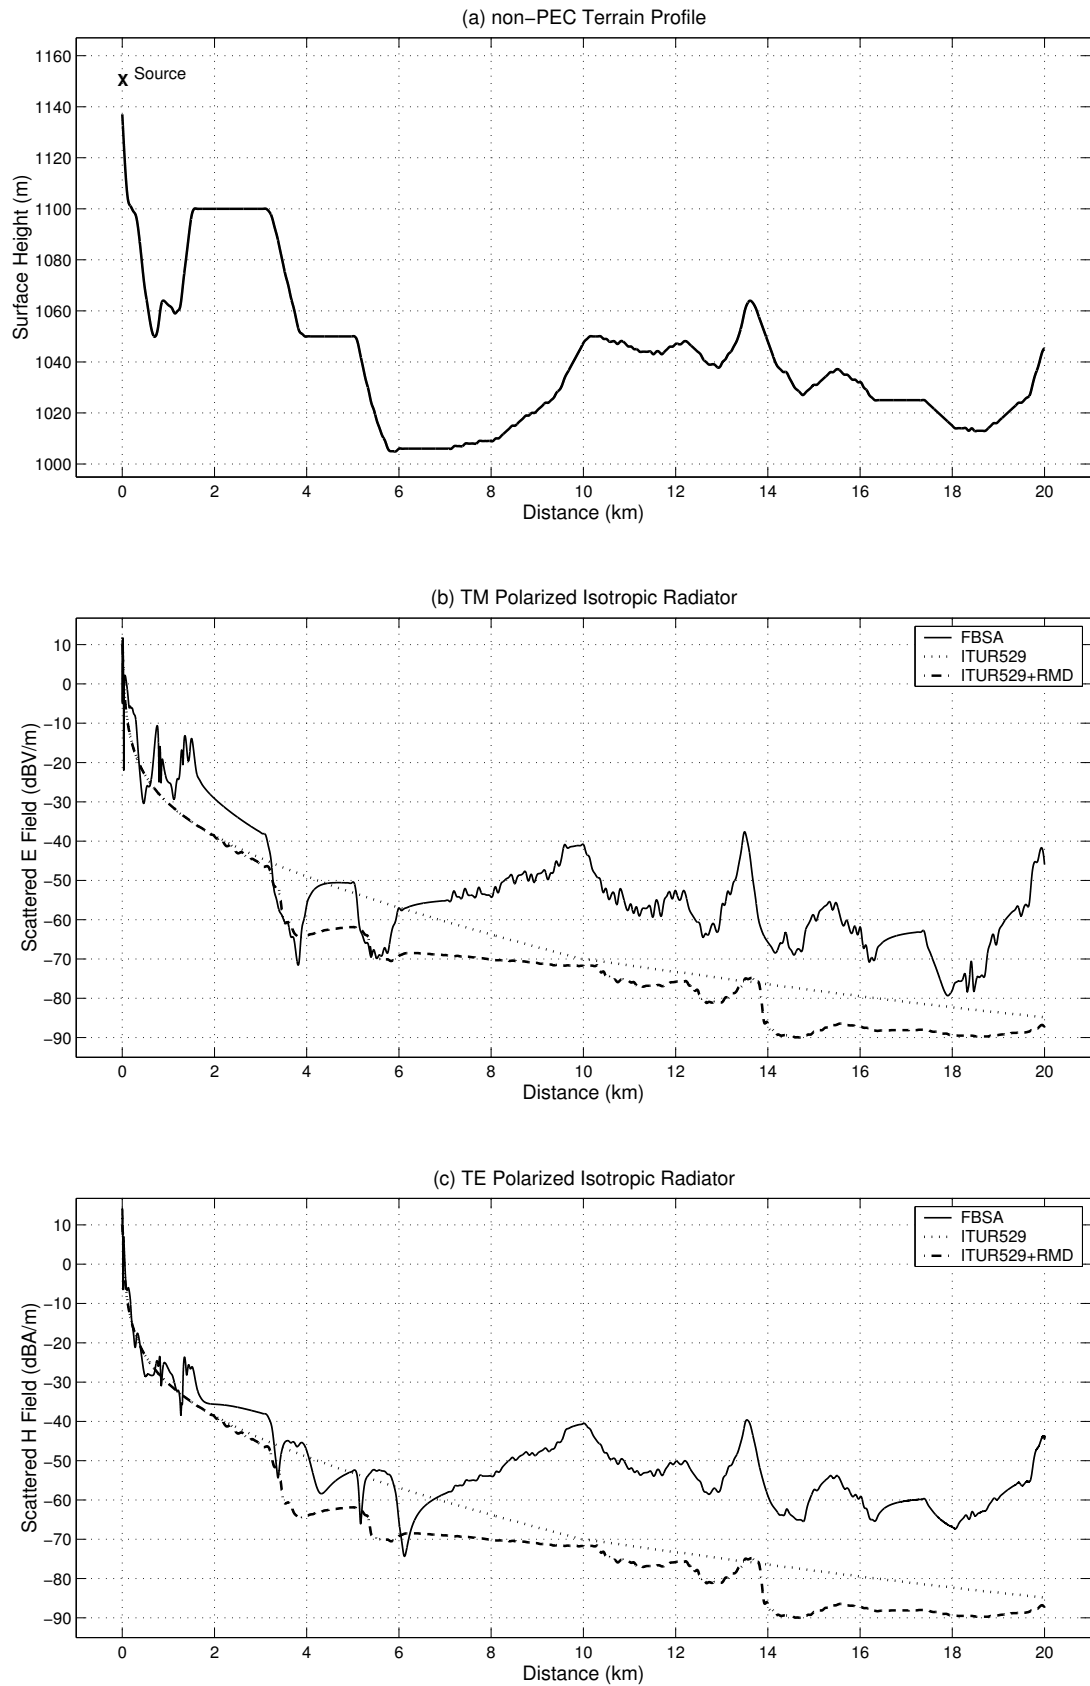 (a) non−PEC Terrain Profile
1160
1140
1120
1100
1080
1060
1040
1020
1000
Surface Height (m)
x Source
0 2 4 6 8 10 12 14 16 18 20
Distance (km)
(b) TM Polarized Isotropic Radiator
10
0
−10
−20
−30
−40
−50
−60
−70
−80
−90
Scattered E Field (dBV/m)
FBSA
ITUR529
ITUR529+RMD
0 2 4 6 8 10 12 14 16 18 20
Distance (km)
(c) TE Polarized Isotropic Radiator
10
0
−10
−20
−30
−40
−50
−60
−70
−80
−90
Scattered H Field (dBA/m)
FBSA
ITUR529
ITUR529+RMD
0 2 4 6 8 10 12 14 16 18 20
Distance (km)